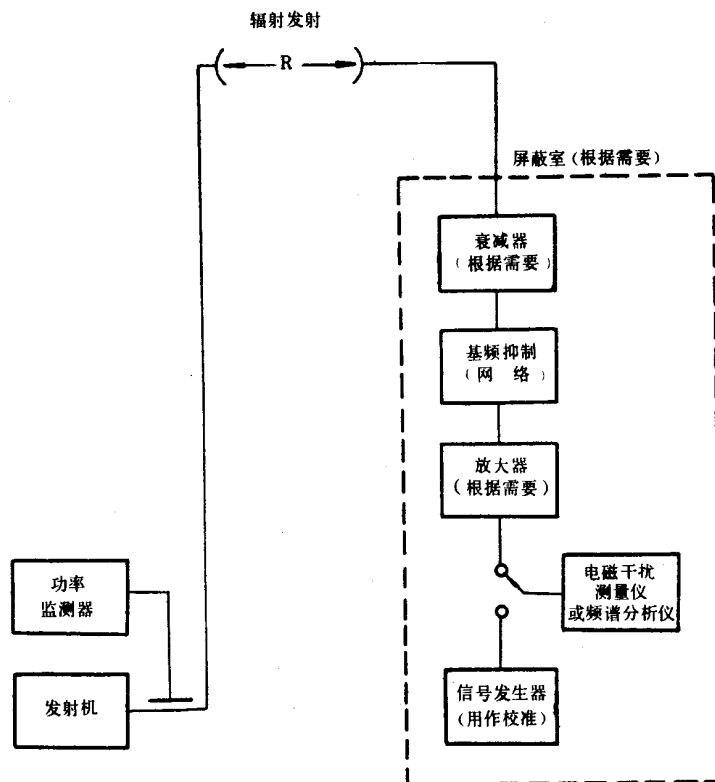 辐射发射
R
屏蔽室(根据需要)
衰减器
(根据需要)
基频抑制
(网 络)
放大器
(根据需要)
电磁干扰
测量仪
或频谱分析仪
功率
监测器
发射机
信号发生器
(用作校准)